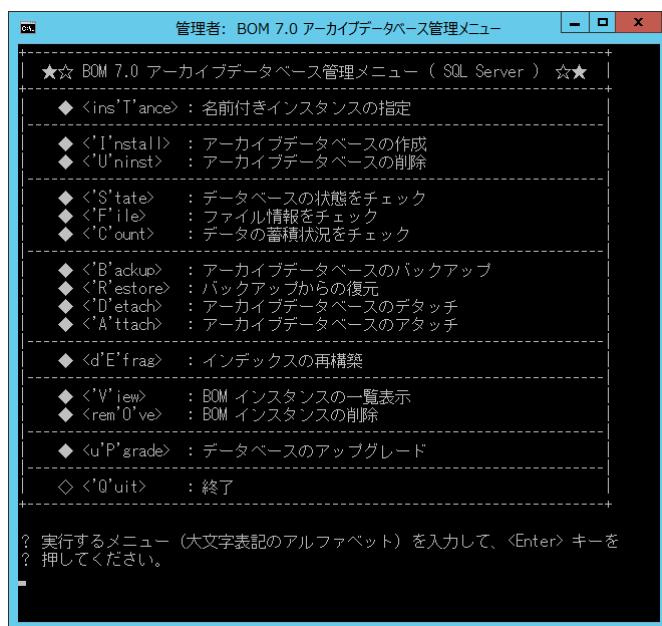 管理者: BOM 7.0 アーカイブデータベース管理メニュー
★☆ BOM 7.0 アーカイブデータベース管理メニュー ( SQL Server ) ☆★
◆ <ins'T'ance> : 名前付きインスタンスの指定
◆ <'I'nstall> : アーカイブデータベースの作成
◆ <'U'ninst> : アーカイブデータベースの削除
◆ <'S'tate> : データベースの状態をチェック
◆ <'F'ile> : ファイル情報をチェック
◆ <'C'ount> : データの蓄積状況をチェック
◆ <'B'ackup> : アーカイブデータベースのバックアップ
◆ <'R'estore> : バックアップからの復元
◆ <'D'etach> : アーカイブデータベースのデタッチ
◆ <'A'ttach> : アーカイブデータベースのアタッチ
◆ <d'E'frag> : インデックスの再構築
◆ <'V'iew> : BOM インスタンスの一覧表示
◆ <rem'O've> : BOM インスタンスの削除
◆ <u'P'grade> : データベースのアップグレード
◇ <'Q'uit> : 終了
? 実行するメニュー (大文字表記のアルファベット) を入力して、<Enter> キーを
? 押してください。